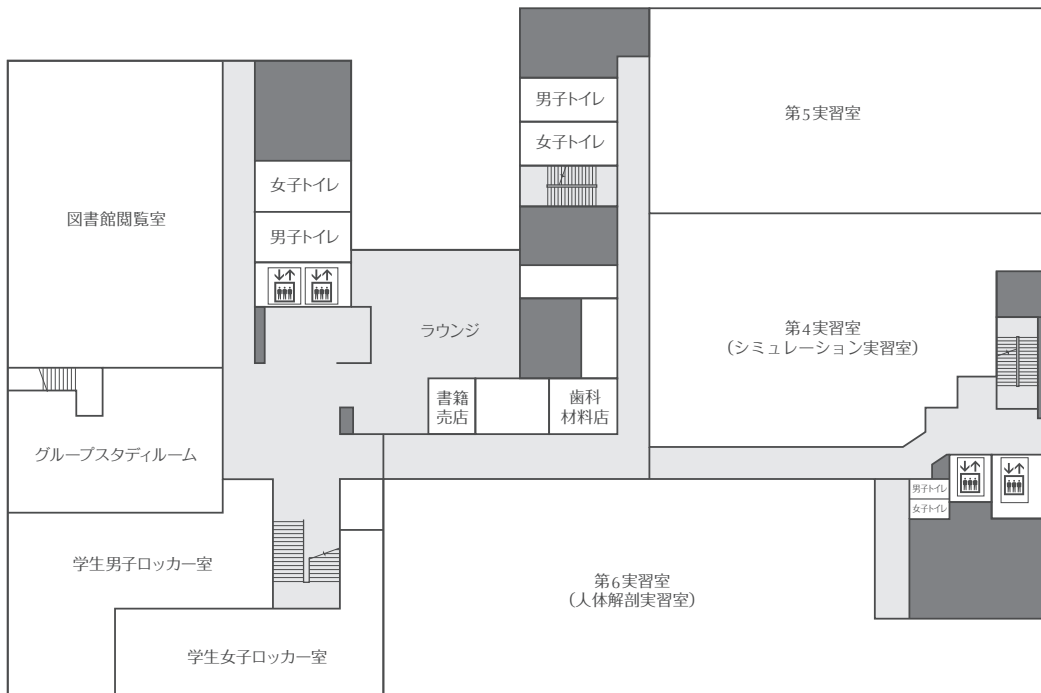 男子トイレ
女子トイレ
第5実習室
女子トイレ
男子トイレ
図書館閲覧室
ラウンジ
第4実習室
（シミュレーション実習室）
書籍
売店
歯科
材料店
グループスタディルーム
男子トイレ
女子トイレ
学生男子ロッカー室
第6実習室
（人体解剖実習室）
学生女子ロッカー室